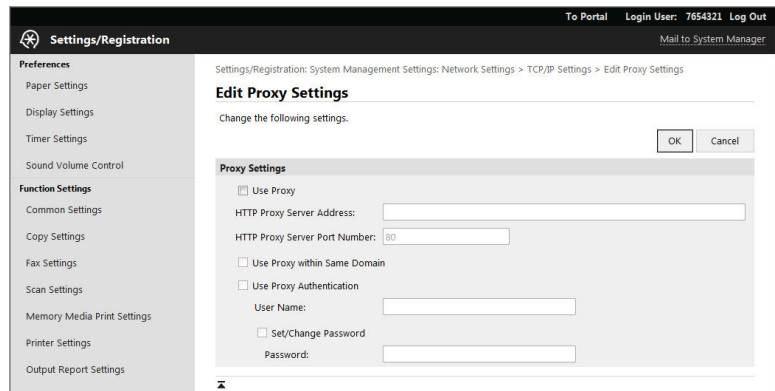 To Portal Login User: 7654321 Log Out
Settings/Registration Mail to System Manager
Preferences
Paper Settings
Display Settings
Timer Settings
Sound Volume Control
Function Settings
Common Settings
Copy Settings
Fax Settings
Scan Settings
Memory Media Print Settings
Printer Settings
Output Report Settings
Settings/Registration: System Management Settings: Network Settings > TCP/IP Settings > Edit Proxy Settings
Edit Proxy Settings
Change the following settings.
OK Cancel
Proxy Settings
Use Proxy
HTTP Proxy Server Address:
HTTP Proxy Server Port Number: 80
Use Proxy within Same Domain
Use Proxy Authentication
User Name:
Set/Change Password
Password: